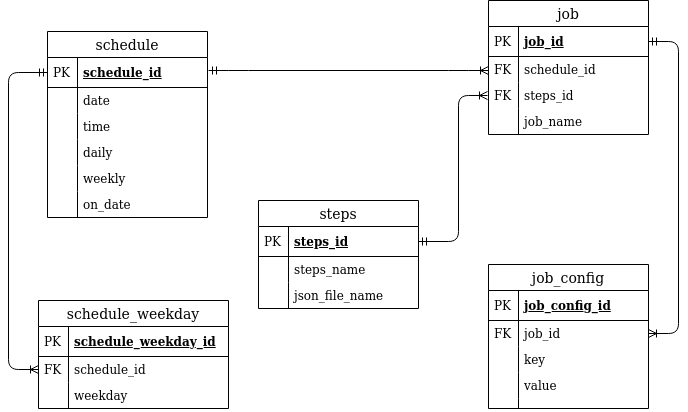 job
PK job_id
FK schedule_id
FK steps_id
job_name
schedule
PK schedule_id
date
time
daily
weekly
on_date
steps
PK steps_id
steps_name
json_file_name
job_config
PK job_config_id
FK job_id
key
value
schedule_weekday
PK schedule_weekday_id
FK schedule_id
weekday